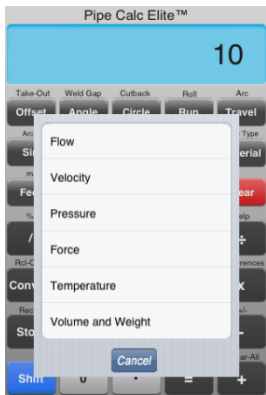 Pipe Calc Elite™
10
Take-Out Weld Gap Cutback Roll Arc
Offset Angle Circle Run Travel
Flow
Velocity
Pressure
Force
Temperature
Volume and Weight
Cancel
Shift 0 . = +